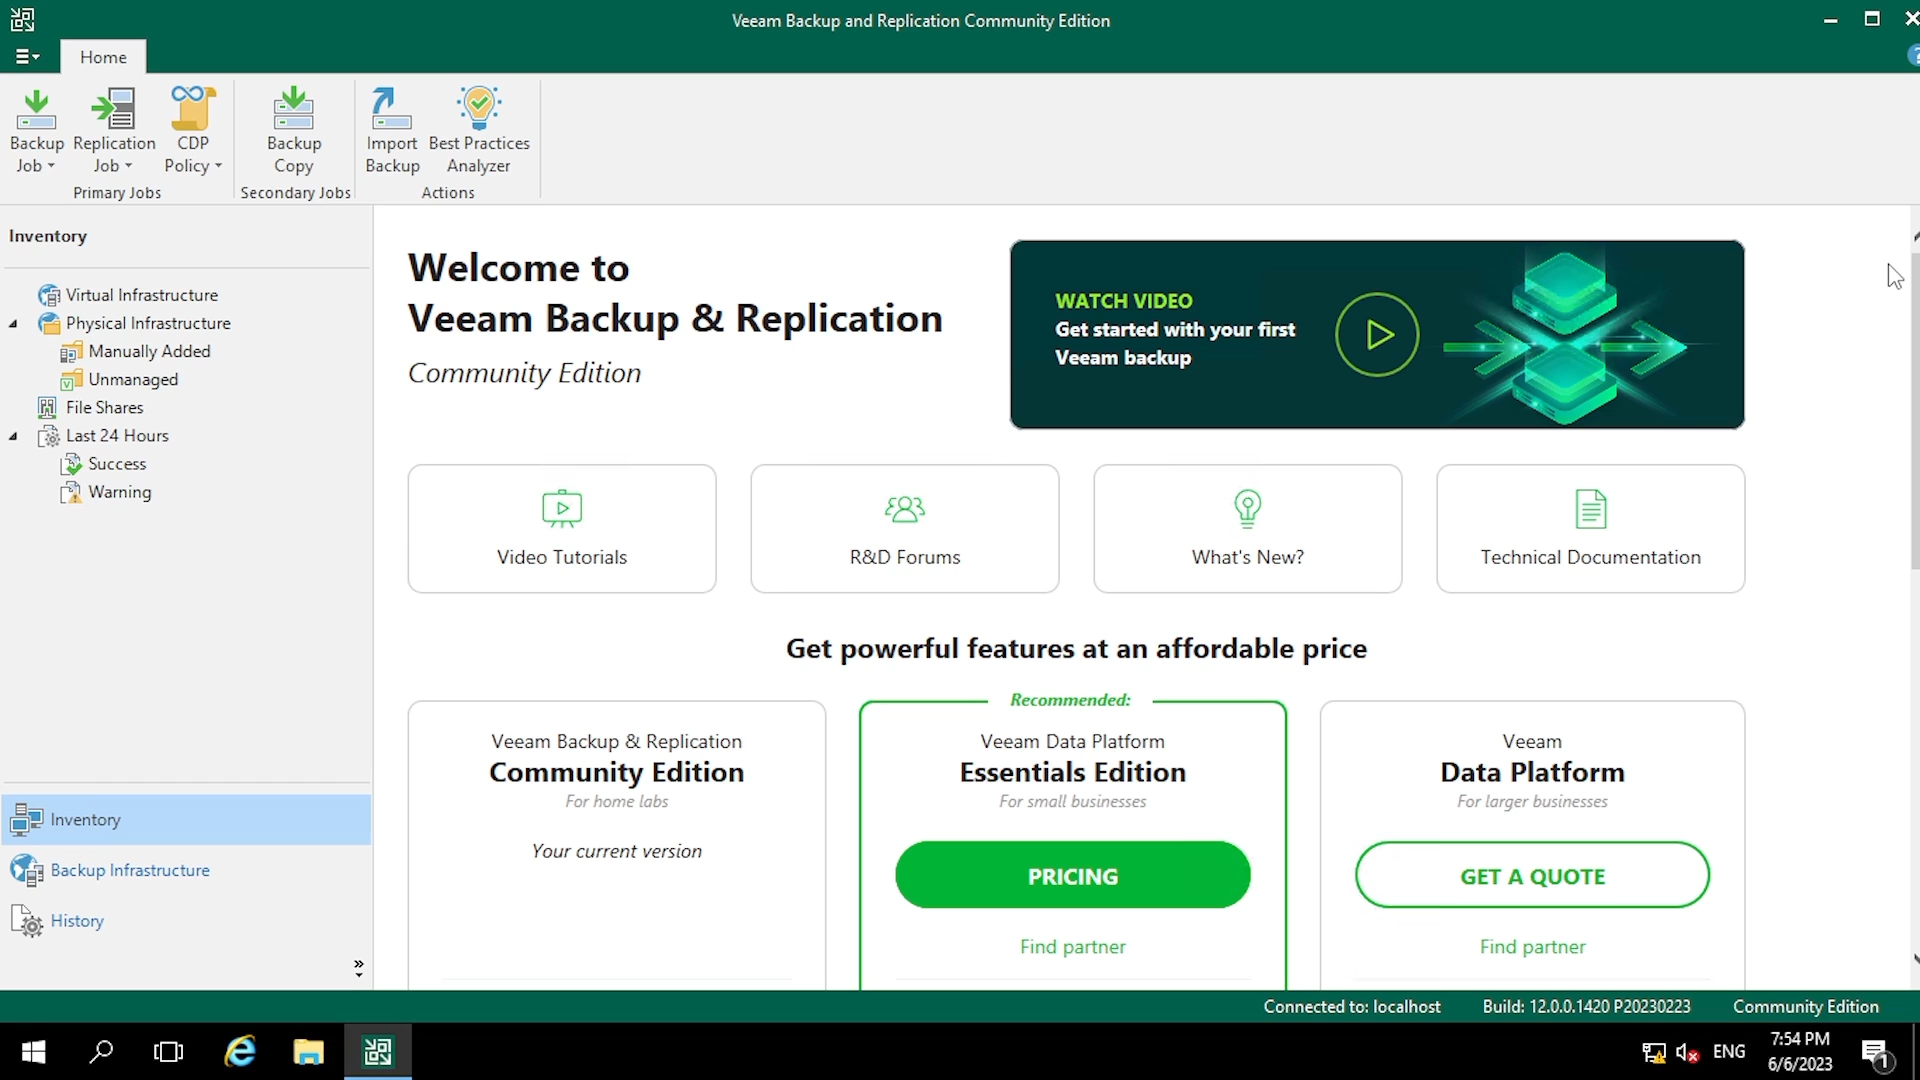 Veeam Backup and Replication Community Edition
Home
Backup Job
Replication Job
CDP Policy
Primary Jobs
Backup Copy
Secondary Jobs
Import Backup
Best Practices Analyzer
Actions
Inventory
Virtual Infrastructure
Physical Infrastructure
Manually Added
Unmanaged
File Shares
Last 24 Hours
Success
Warning
Inventory
Backup Infrastructure
History
Welcome to
Veeam Backup & Replication
Community Edition
WATCH VIDEO
Get started with your first
Veeam backup
Video Tutorials
R&D Forums
What's New?
Technical Documentation
Get powerful features at an affordable price
Veeam Backup & Replication
Community Edition
For home labs
Your current version
Recommended:
Veeam Data Platform
Essentials Edition
For small businesses
PRICING
Find partner
Veeam
Data Platform
For larger businesses
GET A QUOTE
Find partner
Connected to: localhost
Build: 12.0.0.1420 P20230223
Community Edition
ENG
7:54 PM
6/6/2023
1